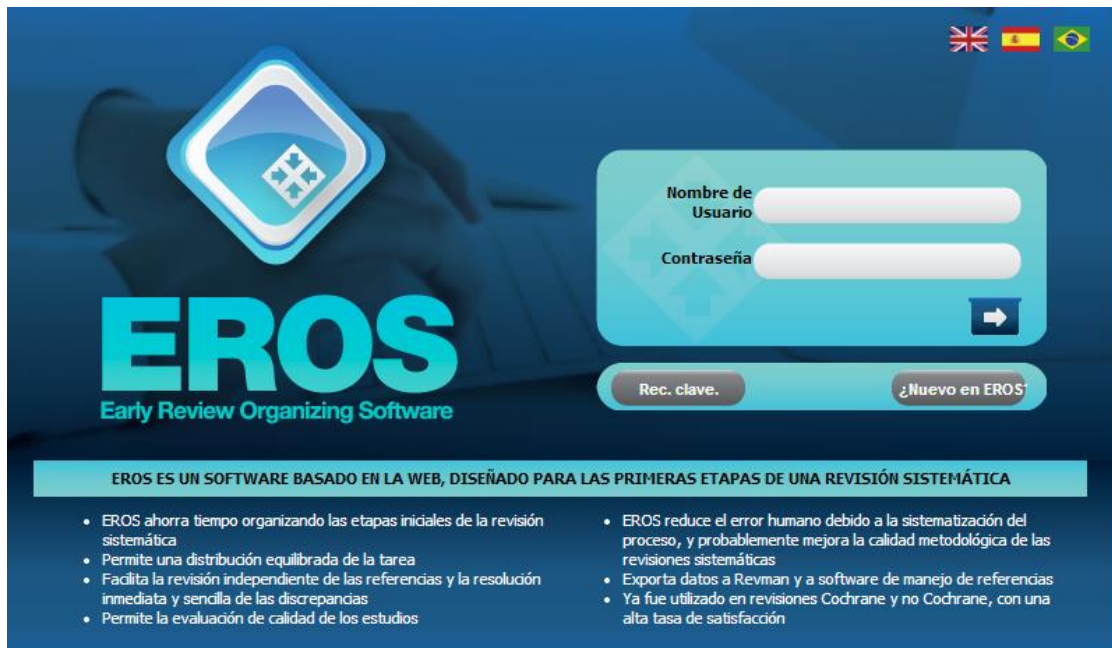 Nombre de
Usuario
Contraseña
EROS
Early Review Organizing Software
Rec. clave.
¿Nuevo en EROS?
EROS ES UN SOFTWARE BASADO EN LA WEB, DISEÑADO PARA LAS PRIMERAS ETAPAS DE UNA REVISIÓN SISTEMÁTICA
• EROS ahorra tiempo organizando las etapas iniciales de la revisión
sistemática
• Permite una distribución equilibrada de la tarea
• Facilita la revisión independiente de las referencias y la resolución
inmediata y sencilla de las discrepancias
• Permite la evaluación de calidad de los estudios
• EROS reduce el error humano debido a la sistematización del
proceso, y probablemente mejora la calidad metodológica de las
revisiones sistemáticas
• Exporta datos a Revman y a software de manejo de referencias
• Ya fue utilizado en revisiones Cochrane y no Cochrane, con una
alta tasa de satisfacción